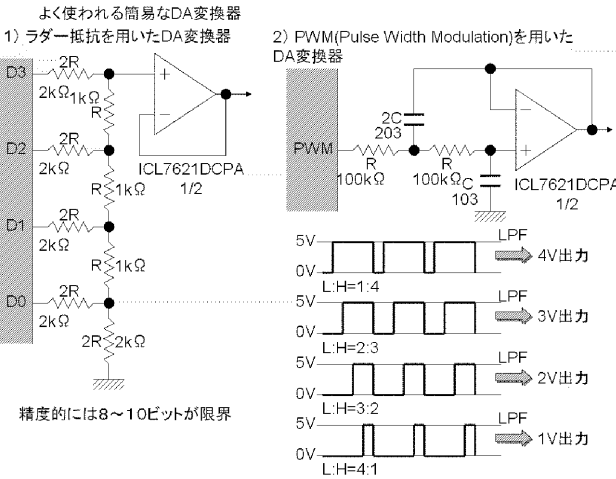 よく使われる簡易なDA変換器
1) ラダー抵抗を用いたDA変換器
D3
2R
2kΩ
1kΩ
R
D2
2R
2kΩ
R
1kΩ
D1
2R
2kΩ
R
1kΩ
D0
2R
2kΩ
2R
2kΩ
+
−
ICL7621DCPA
1/2
精度的には8～10ビットが限界
2) PWM(Pulse Width Modulation)を用いた
DA変換器
PWM
2C
203
R
100kΩ
R
100kΩ
C
103
−
+
ICL7621DCPA
1/2
5V
0V
L:H=1:4
LPF
4V出力
5V
0V
L:H=2:3
LPF
3V出力
5V
0V
L:H=3:2
LPF
2V出力
5V
0V
L:H=4:1
LPF
1V出力